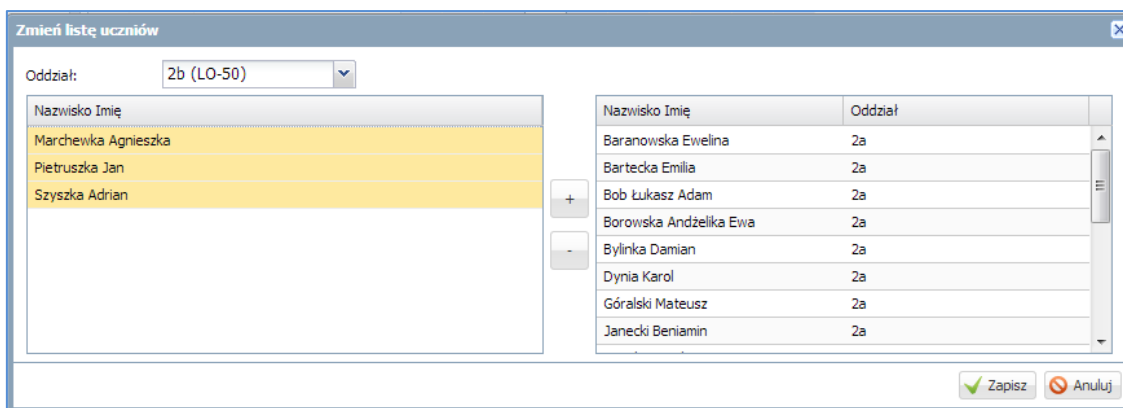 Zmień listę uczniów
Oddział: 2b (LO-50)
Nazwisko Imię
Marchewka Agnieszka
Pietruszka Jan
Szyszka Adrian
+
-
Nazwisko Imię Oddział
Baranowska Ewelina 2a
Bartecka Emilia 2a
Bob Łukasz Adam 2a
Borowska Andżelika Ewa 2a
Bylinka Damian 2a
Dynia Karol 2a
Góralski Mateusz 2a
Janecki Beniamin 2a
Zapisz Anuluj